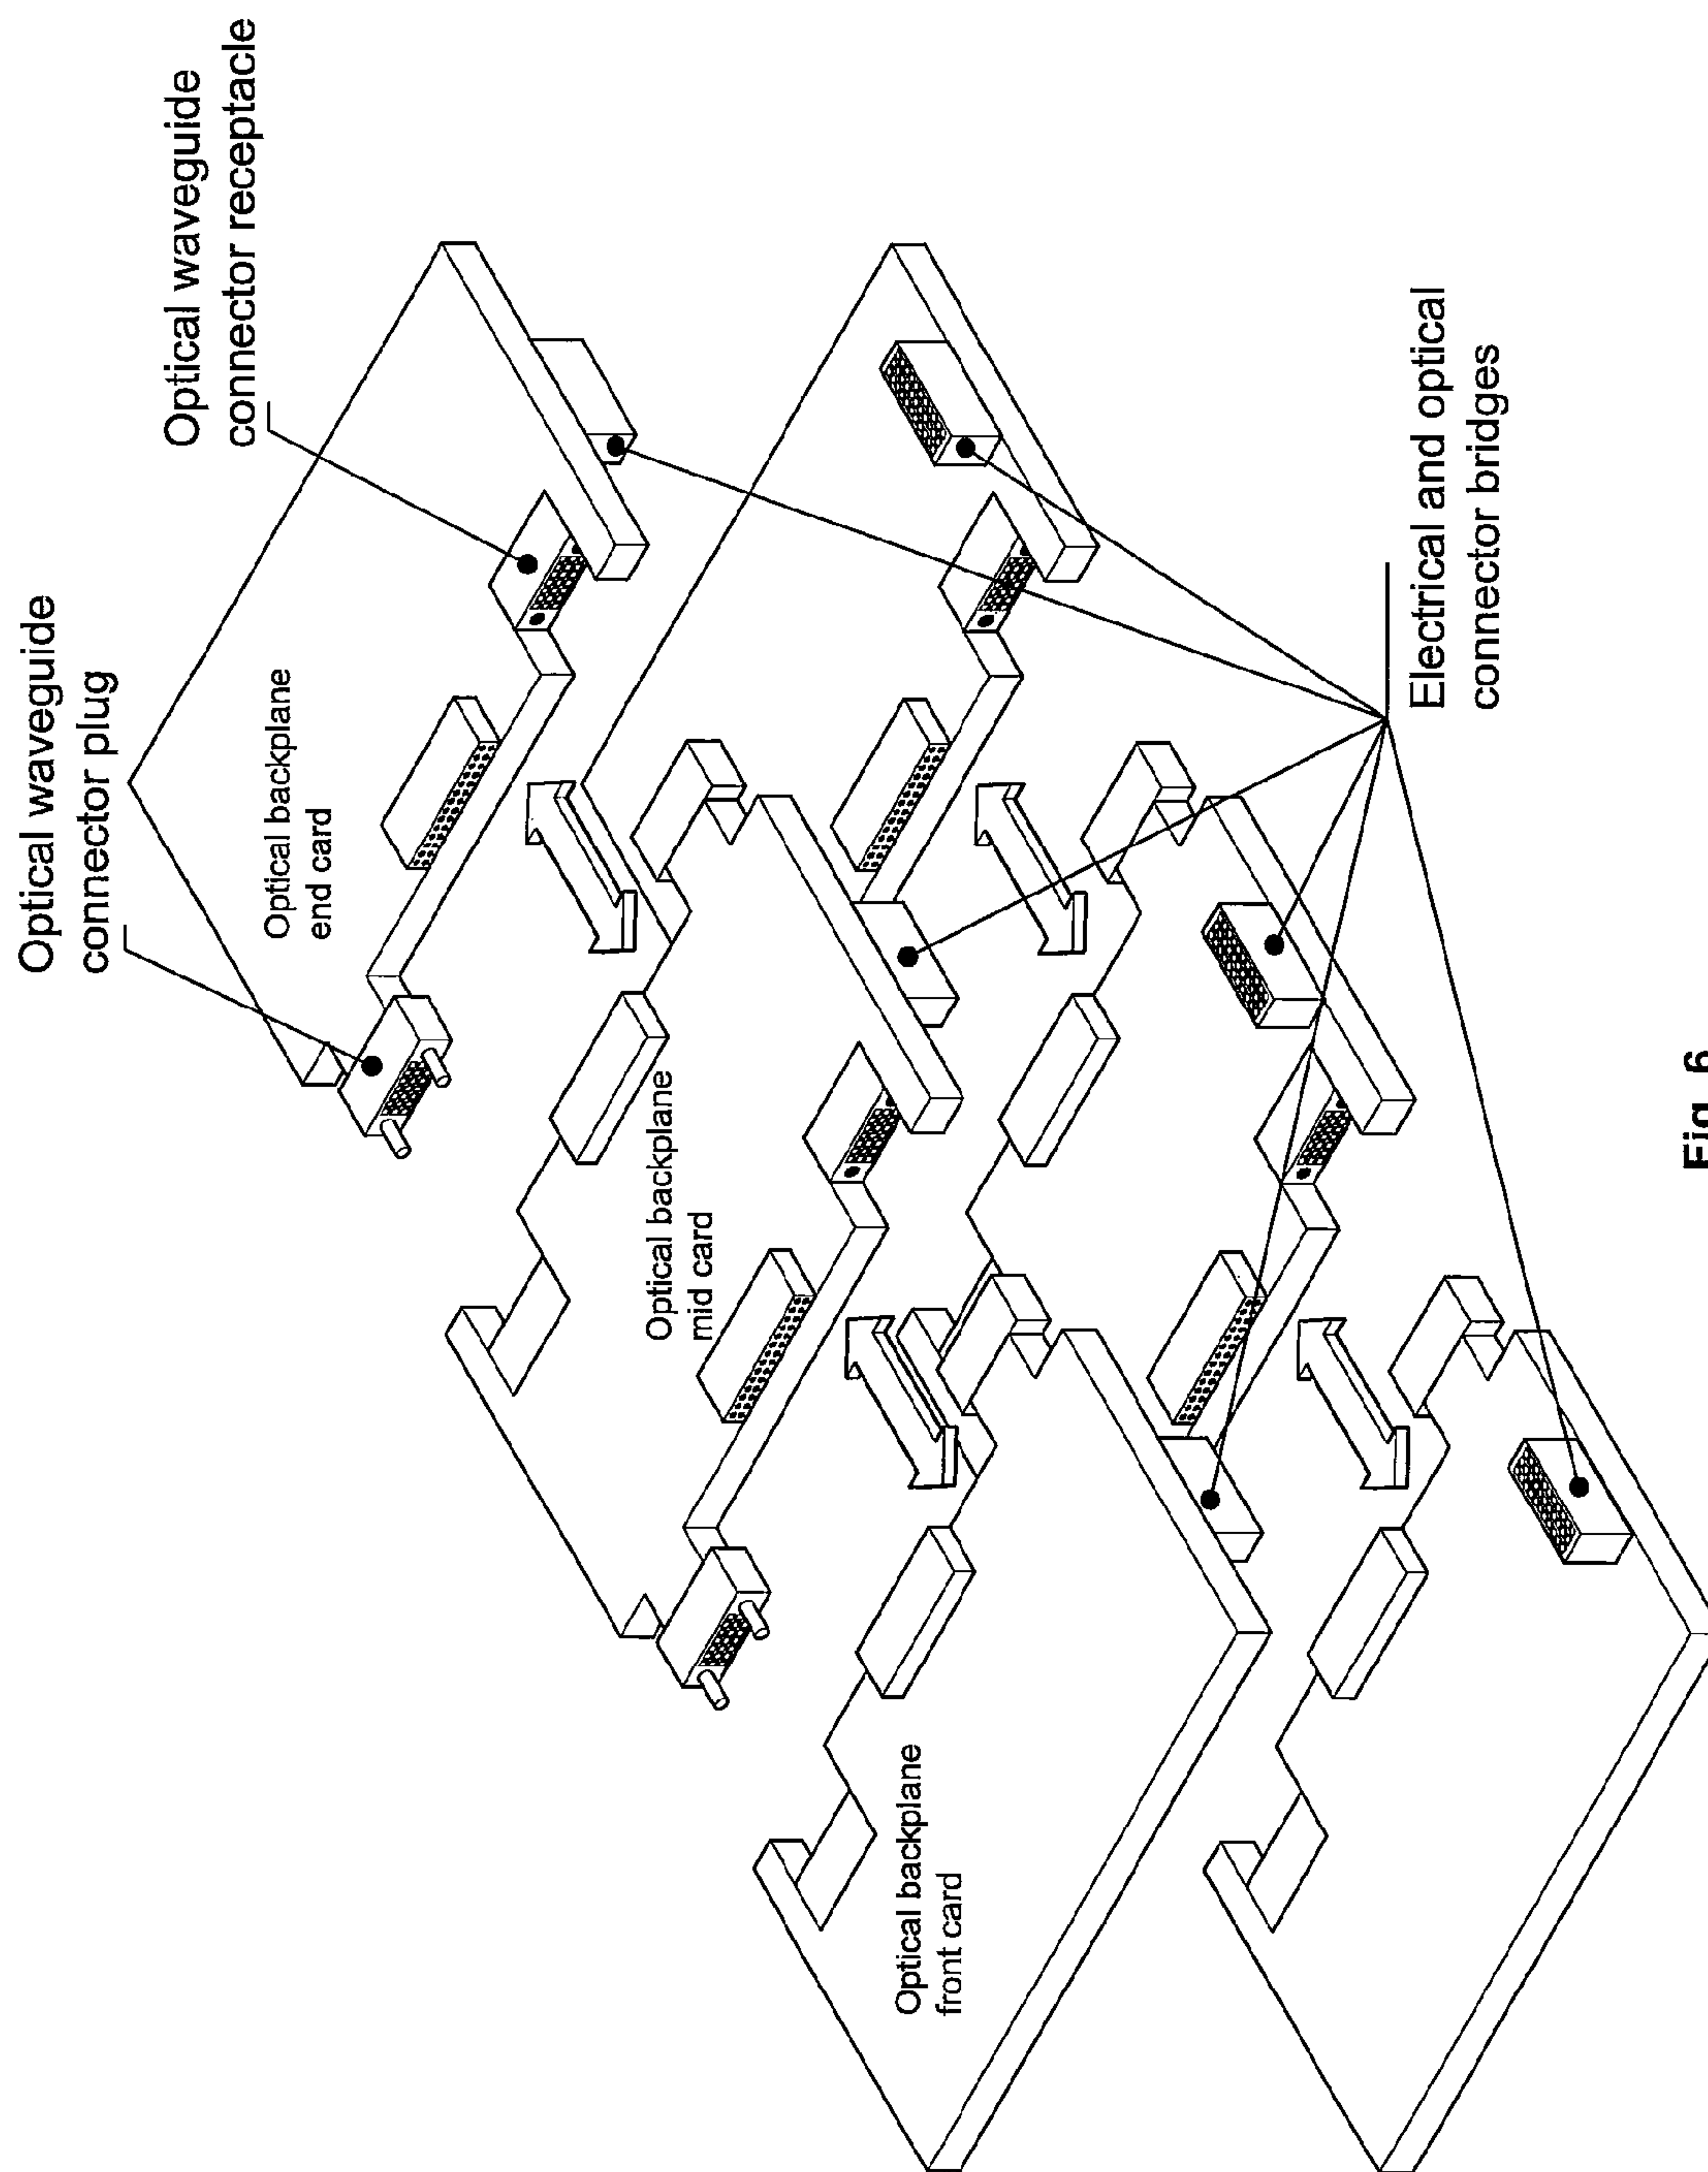 Optical waveguide
connector plug
Optical waveguide
connector receptacle
Optical backplane
end card
Optical backplane
mid card
Optical backplane
front card
Electrical and optical
connector bridges
Fig. 6